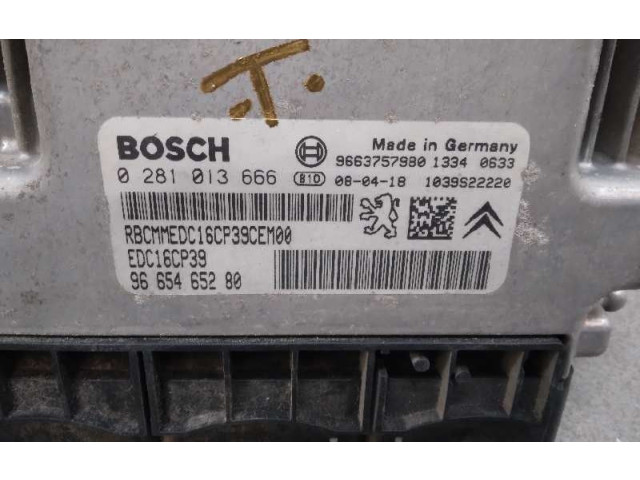 J.
BOSCH
Made in Germany
9663757980 1334 0633
0 281 013 666 B10 08-04-18 1039S22220
RBCMMEDC16CP39CEM00
EDC16CP39
96 654 652 80